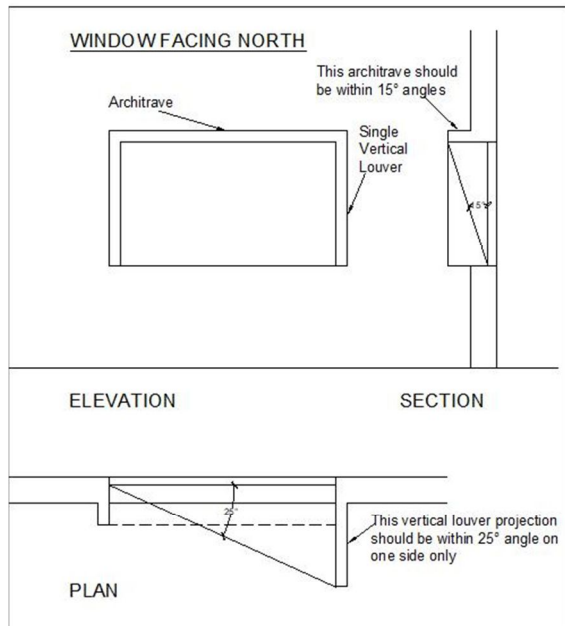 WINDOW FACING NORTH
This architrave should
be within 15° angles
Architrave
Single
Vertical
Louver
15°
ELEVATION
SECTION
25°
This vertical louver projection
should be within 25° angle on
one side only
PLAN